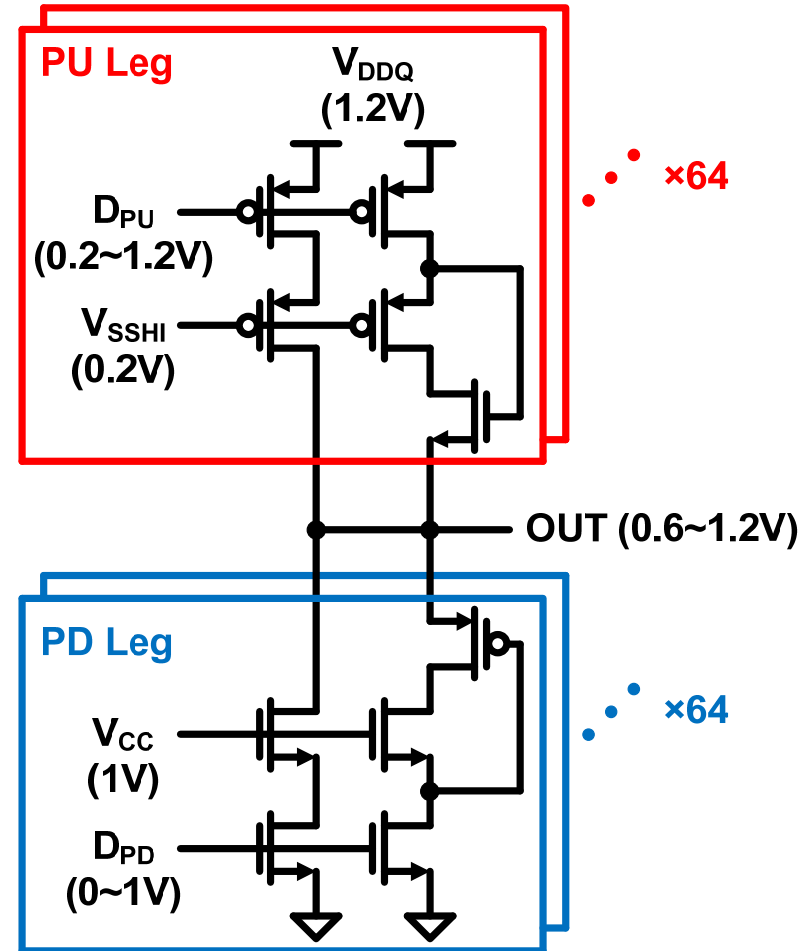 PU Leg
VDDQ
(1.2V)
×64
DPU
(0.2~1.2V)
VSSHI
(0.2V)
OUT (0.6~1.2V)
PD Leg
×64
VCC
(1V)
DPD
(0~1V)